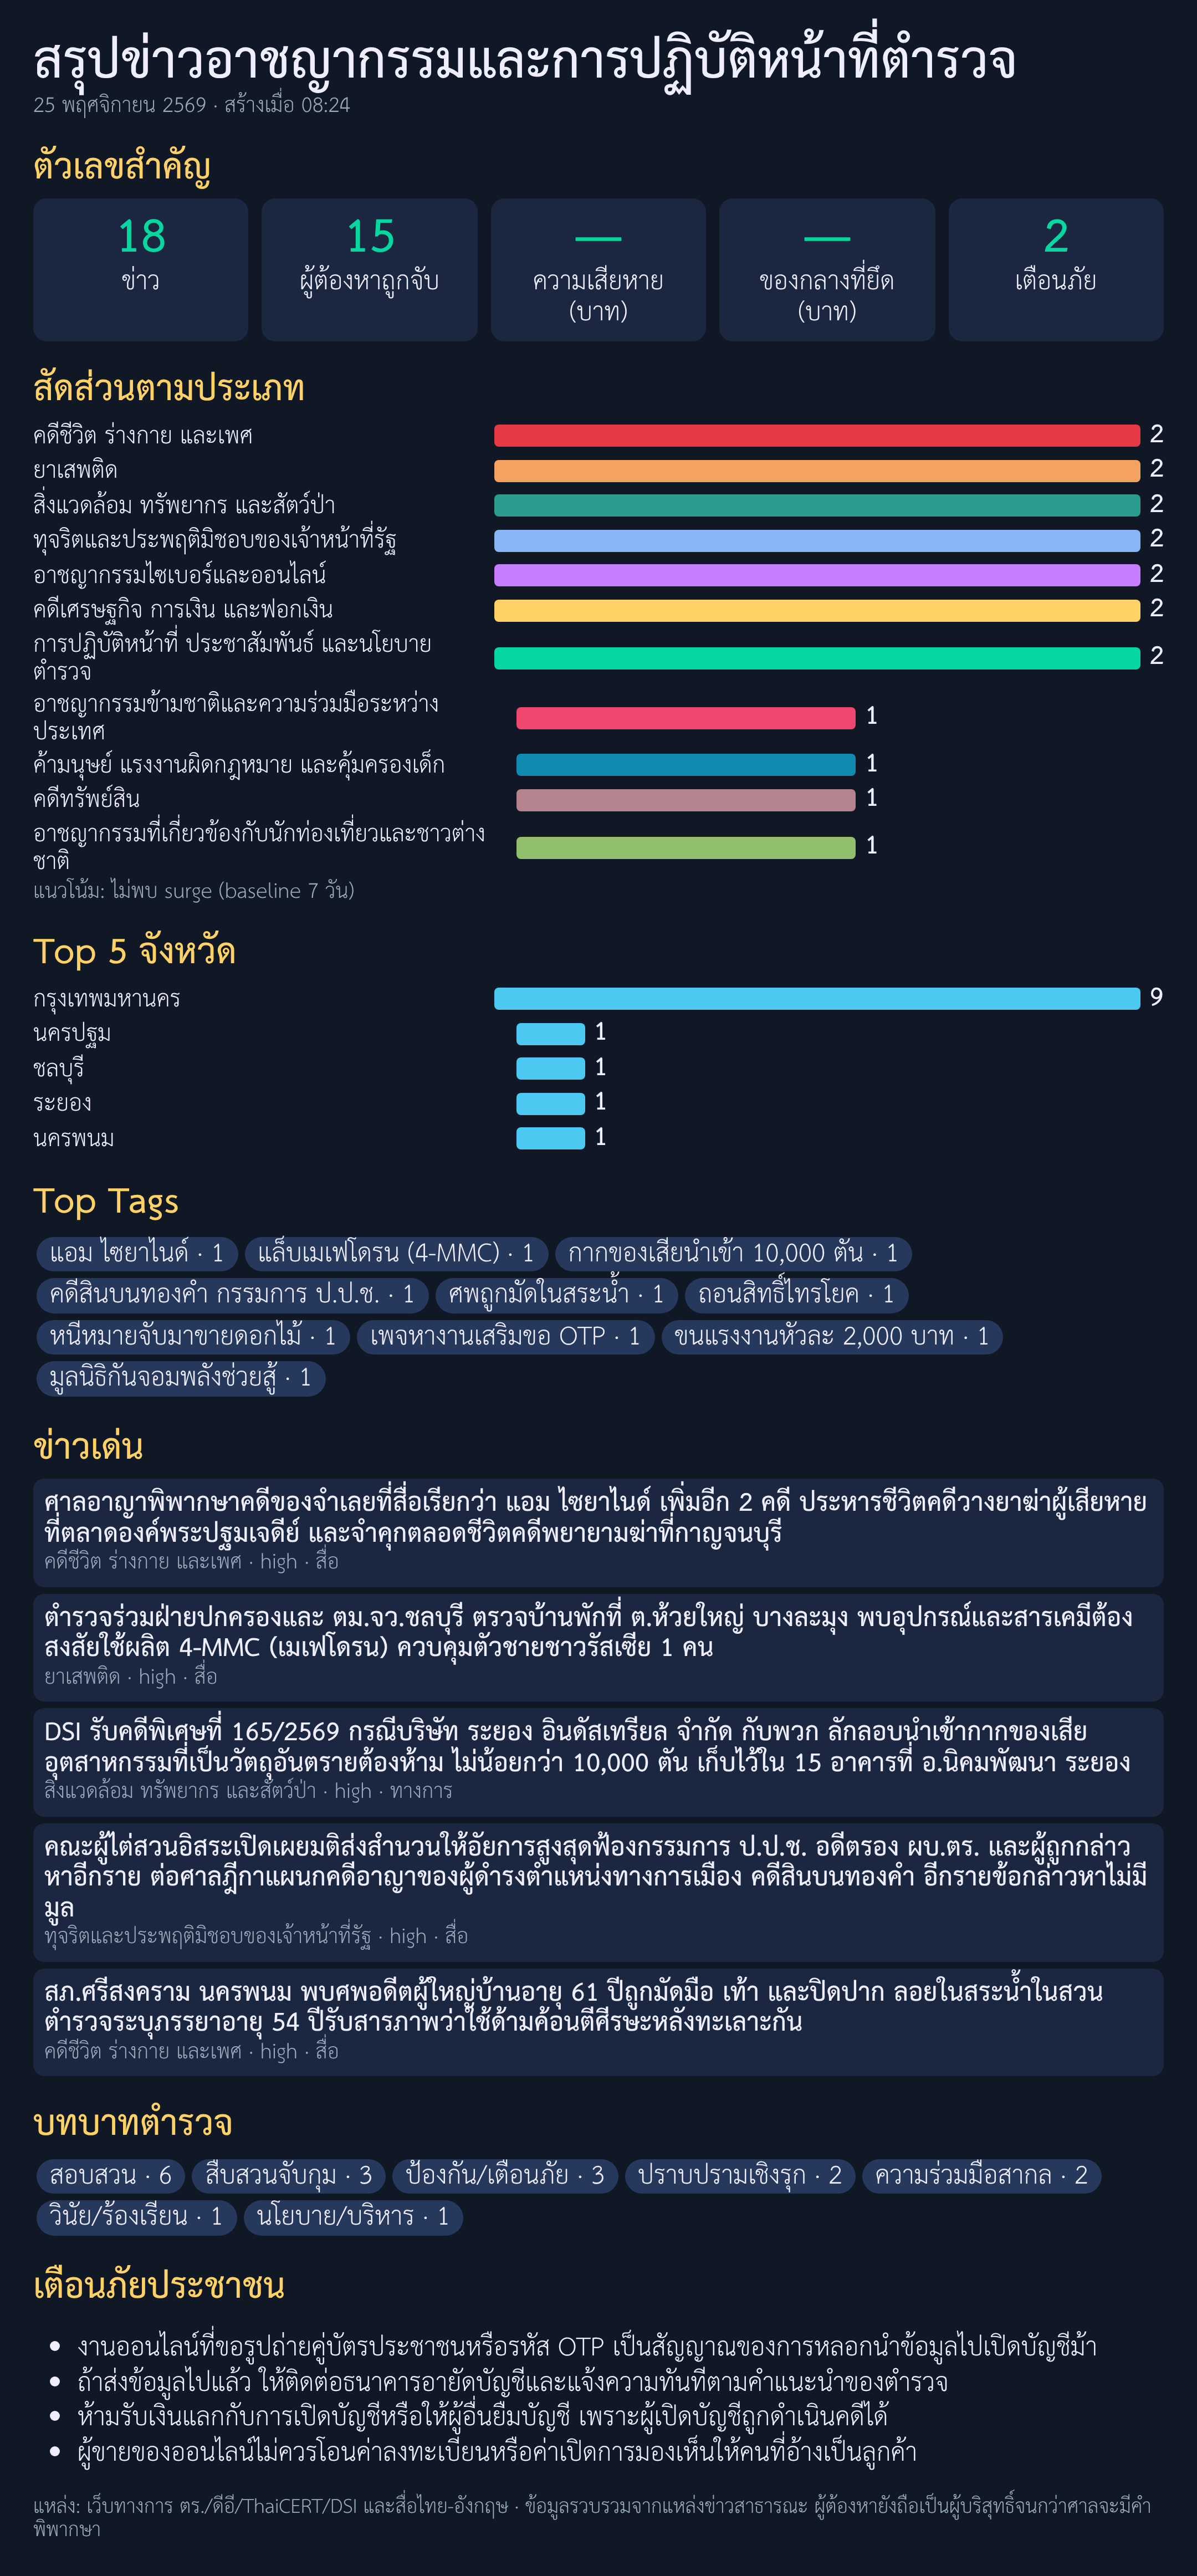 สรุปข่าวอาชญากรรมและการปฏิบัติหน้าที่ตำรวจ
25 พฤศจิกายน 2569 · สร้างเมื่อ 08:24
ตัวเลขสำคัญ
18
ข่าว
15
ผู้ต้องหาถูกจับ
—
ความเสียหาย
(บาท)
—
ของกลางที่ยึด
(บาท)
2
เตือนภัย
สัดส่วนตามประเภท
คดีชีวิต ร่างกาย และเพศ 2
ยาเสพติด 2
สิ่งแวดล้อม ทรัพยากร และสัตว์ป่า 2
ทุจริตและประพฤติมิชอบของเจ้าหน้าที่รัฐ 2
อาชญากรรมไซเบอร์และออนไลน์ 2
คดีเศรษฐกิจ การเงิน และฟอกเงิน 2
การปฏิบัติหน้าที่ ประชาสัมพันธ์ และนโยบาย
ตำรวจ 2
อาชญากรรมข้ามชาติและความร่วมมือระหว่าง
ประเทศ 1
ค้ามนุษย์ แรงงานผิดกฎหมาย และคุ้มครองเด็ก 1
คดีทรัพย์สิน 1
อาชญากรรมที่เกี่ยวข้องกับนักท่องเที่ยวและชาวต่าง
ชาติ 1
แนวโน้ม: ไม่พบ surge (baseline 7 วัน)
Top 5 จังหวัด
กรุงเทพมหานคร 9
นครปฐม 1
ชลบุรี 1
ระยอง 1
นครพนม 1
Top Tags
แอม ไซยาไนด์ · 1 แล็บเมเฟโดรน (4-MMC) · 1 กากของเสียนำเข้า 10,000 ตัน · 1
คดีสินบนทองคำ กรรมการ ป.ป.ช. · 1 ศพถูกมัดในสระน้ำ · 1 ถอนสิทธิ์ไทรโยค · 1
หนีหมายจับมาขายดอกไม้ · 1 เพจหางานเสริมขอ OTP · 1 ขนแรงงานหัวละ 2,000 บาท · 1
มูลนิธิกันจอมพลังช่วยสู้ · 1
ข่าวเด่น
ศาลอาญาพิพากษาคดีของจำเลยที่สื่อเรียกว่า แอม ไซยาไนด์ เพิ่มอีก 2 คดี ประหารชีวิตคดีวางยาฆ่าผู้เสียหาย
ที่ตลาดองค์พระปฐมเจดีย์ และจำคุกตลอดชีวิตคดีพยายามฆ่าที่กาญจนบุรี
คดีชีวิต ร่างกาย และเพศ · high · สื่อ
ตำรวจร่วมฝ่ายปกครองและ ตม.จว.ชลบุรี ตรวจบ้านพักที่ ต.ห้วยใหญ่ บางละมุง พบอุปกรณ์และสารเคมีต้อง
สงสัยใช้ผลิต 4-MMC (เมเฟโดรน) ควบคุมตัวชายชาวรัสเซีย 1 คน
ยาเสพติด · high · สื่อ
DSI รับคดีพิเศษที่ 165/2569 กรณีบริษัท ระยอง อินดัสเทรียล จำกัด กับพวก ลักลอบนำเข้ากากของเสีย
อุตสาหกรรมที่เป็นวัตถุอันตรายต้องห้าม ไม่น้อยกว่า 10,000 ตัน เก็บไว้ใน 15 อาคารที่ อ.นิคมพัฒนา ระยอง
สิ่งแวดล้อม ทรัพยากร และสัตว์ป่า · high · ทางการ
คณะผู้ไต่สวนอิสระเปิดเผยมติส่งสำนวนให้อัยการสูงสุดฟ้องกรรมการ ป.ป.ช. อดีตรอง ผบ.ตร. และผู้ถูกกล่าว
หาอีกราย ต่อศาลฎีกาแผนกคดีอาญาของผู้ดำรงตำแหน่งทางการเมือง คดีสินบนทองคำ อีกรายข้อกล่าวหาไม่มี
มูล
ทุจริตและประพฤติมิชอบของเจ้าหน้าที่รัฐ · high · สื่อ
สภ.ศรีสงคราม นครพนม พบศพอดีตผู้ใหญ่บ้านอายุ 61 ปีถูกมัดมือ เท้า และปิดปาก ลอยในสระน้ำในสวน
ตำรวจระบุภรรยาอายุ 54 ปีรับสารภาพว่าใช้ด้ามค้อนตีศีรษะหลังทะเลาะกัน
คดีชีวิต ร่างกาย และเพศ · high · สื่อ
บทบาทตำรวจ
สอบสวน · 6 สืบสวนจับกุม · 3 ป้องกัน/เตือนภัย · 3 ปราบปรามเชิงรุก · 2 ความร่วมมือสากล · 2
วินัย/ร้องเรียน · 1 นโยบาย/บริหาร · 1
เตือนภัยประชาชน
• งานออนไลน์ที่ขอรูปถ่ายคู่บัตรประชาชนหรือรหัส OTP เป็นสัญญาณของการหลอกนำข้อมูลไปเปิดบัญชีม้า
• ถ้าส่งข้อมูลไปแล้ว ให้ติดต่อธนาคารอายัดบัญชีและแจ้งความทันทีตามคำแนะนำของตำรวจ
• ห้ามรับเงินแลกกับการเปิดบัญชีหรือให้ผู้อื่นยืมบัญชี เพราะผู้เปิดบัญชีถูกดำเนินคดีได้
• ผู้ขายของออนไลน์ไม่ควรโอนค่าลงทะเบียนหรือค่าเปิดการมองเห็นให้คนที่อ้างเป็นลูกค้า
แหล่ง: เว็บทางการ ตร./ดีอี/ThaiCERT/DSI และสื่อไทย-อังกฤษ · ข้อมูลรวบรวมจากแหล่งข่าวสาธารณะ ผู้ต้องหายังถือเป็นผู้บริสุทธิ์จนกว่าศาลจะมีคำ
พิพากษา